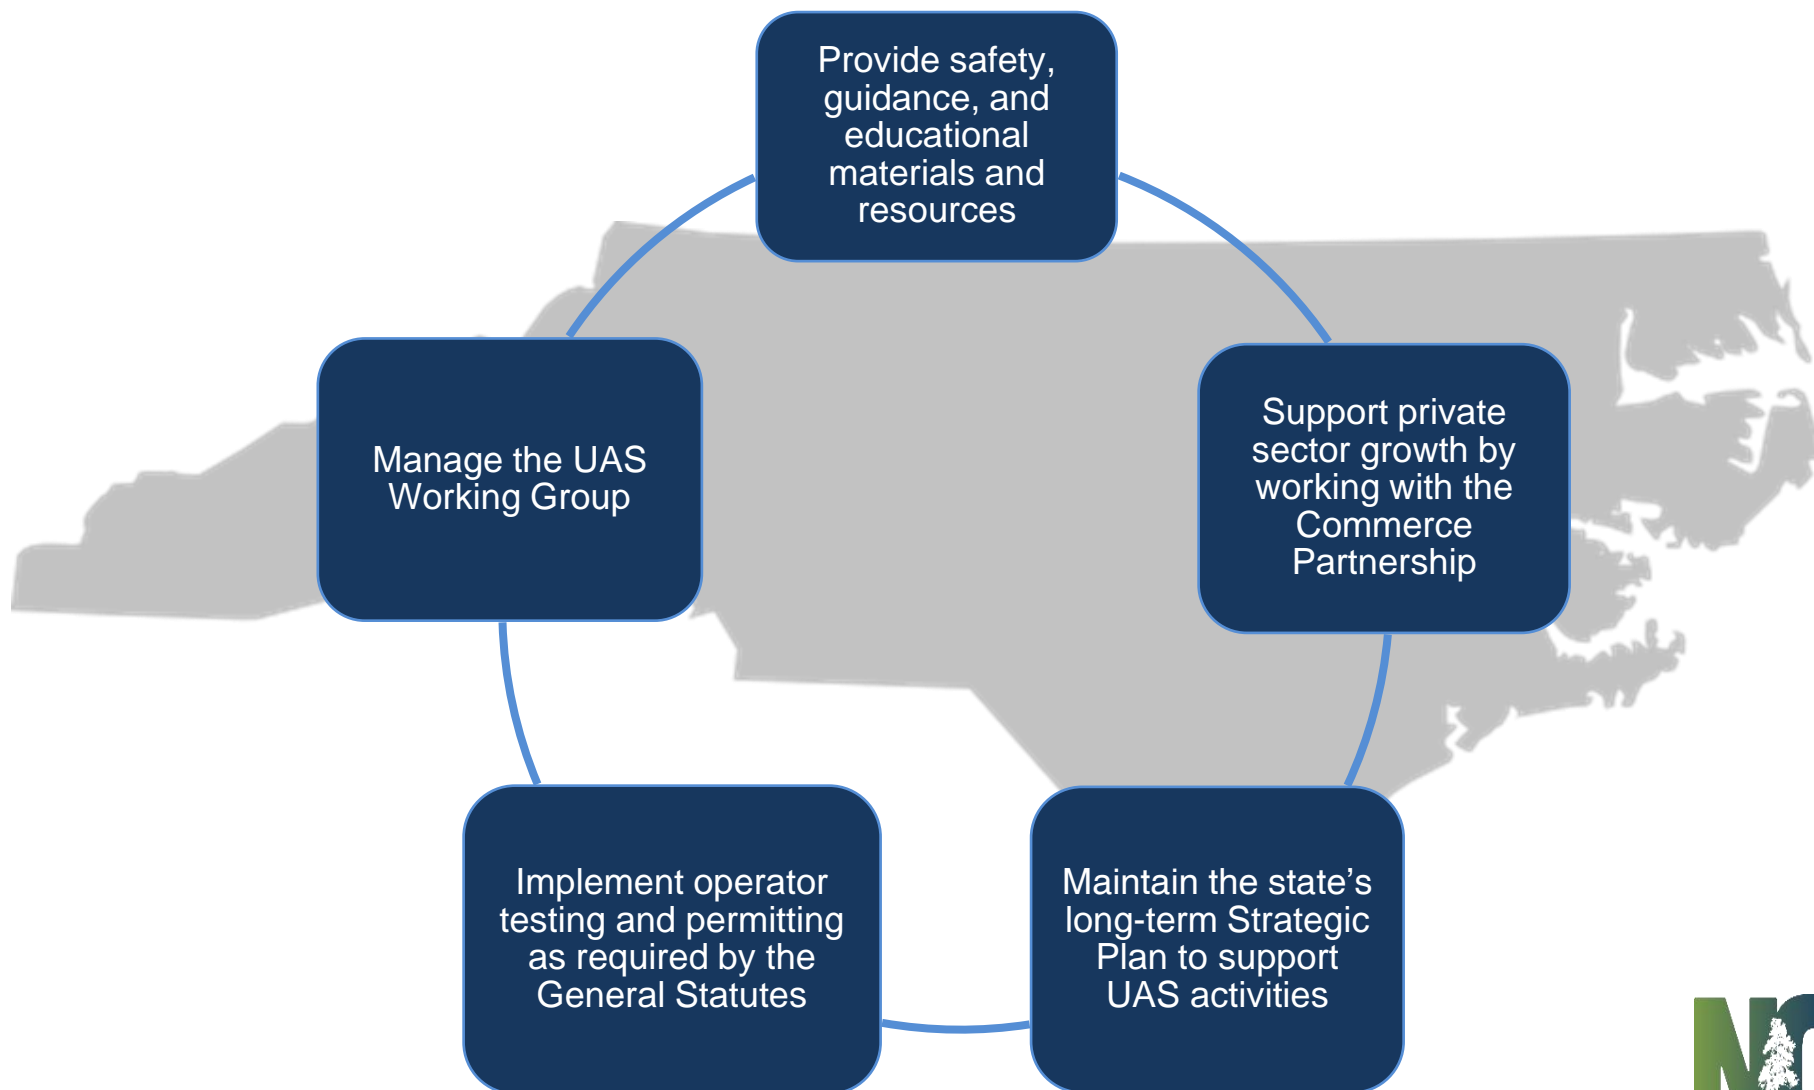 Provide safety,
guidance, and
educational
materials and
resources
Manage the UAS
Working Group
Support private
sector growth by
working with the
Commerce
Partnership
Implement operator
testing and permitting
as required by the
General Statutes
Maintain the state’s
long-term Strategic
Plan to support
UAS activities